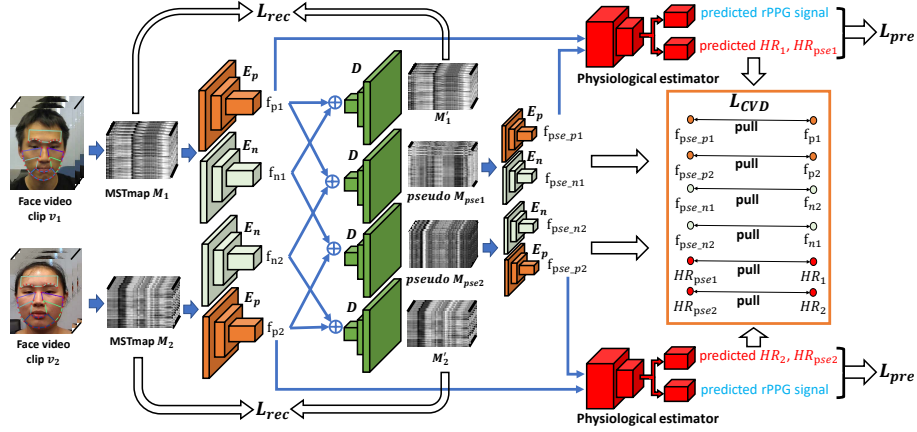 L_rec
predicted rPPG signal
predicted HR_1, HR_pse1
L_pre
Physiological estimator
E_p
D
f_p1
M'_1
E_n
f_n1
D
Face video
clip v_1
MSTmap M_1
E_p
f_pse_p1
E_n
f_pse_n1
pseudo M_pse1
L_CVD
pull
f_pse_p1
f_p1
pull
f_pse_p2
f_p2
pull
f_pse_n1
f_n2
pull
f_pse_n2
f_n1
pull
HR_pse1
HR_1
pull
HR_pse2
HR_2
E_n
f_n2
D
E_n
E_p
f_pse_p2
pseudo M_pse2
E_p
f_p2
D
M'_2
Face video
clip v_2
MSTmap M_2
L_rec
predicted HR_2, HR_pse2
predicted rPPG signal
L_pre
Physiological estimator